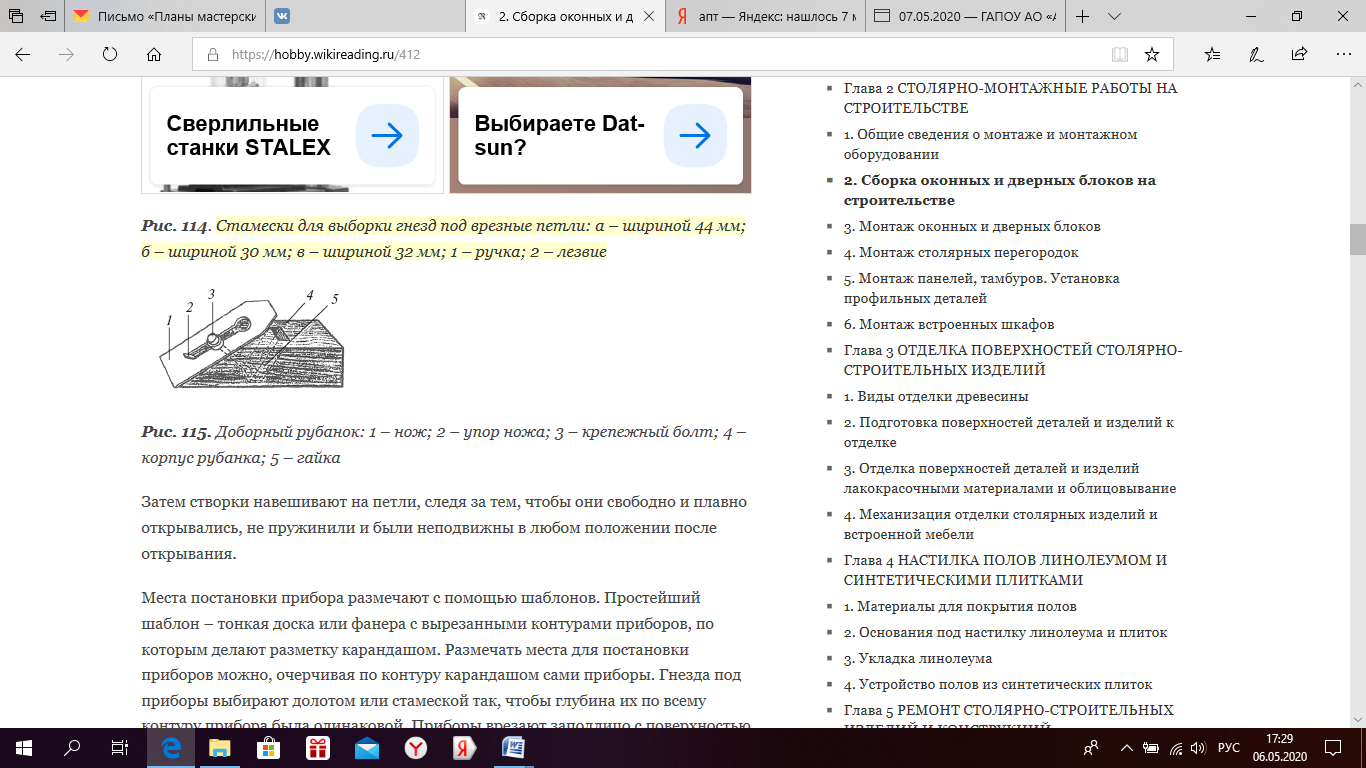 Письмо «Планы мастерски
2. Сборка оконных и д
апт — Яндекс: нашлось 7 м
07.05.2020 — ГАПОУ АО «А
https://hobby.wikireading.ru/412
Сверлильные
станки STALEX
Выбираете Dat-
sun?
Рис. 114. Стамески для выборки гнезд под врезные петли: а – шириной 44 мм;
б – шириной 30 мм; в – шириной 32 мм; 1 – ручка; 2 – лезвие
1 2 3 4 5
Рис. 115. Доборный рубанок: 1 – нож; 2 – упор ножа; 3 – крепежный болт; 4 –
корпус рубанка; 5 – гайка
Затем створки навешивают на петли, следя за тем, чтобы они свободно и плавно
открывались, не пружинили и были неподвижны в любом положении после
открывания.
Места постановки прибора размечают с помощью шаблонов. Простейший
шаблон – тонкая доска или фанера с вырезанными контурами приборов, по
которым делают разметку карандашом. Размечать места для постановки
приборов можно, очерчивая по контуру карандашом сами приборы. Гнезда под
приборы выбирают долотом или стамеской так, чтобы глубина их по всему
контуру прибора была одинаковой. Приборы врезают заподлицо с поверхностью
Глава 2 СТОЛЯРНО-МОНТАЖНЫЕ РАБОТЫ НА
СТРОИТЕЛЬСТВЕ
1. Общие сведения о монтаже и монтажном
оборудовании
2. Сборка оконных и дверных блоков на
строительстве
3. Монтаж оконных и дверных блоков
4. Монтаж столярных перегородок
5. Монтаж панелей, тамбуров. Установка
профильных деталей
6. Монтаж встроенных шкафов
Глава 3 ОТДЕЛКА ПОВЕРХНОСТЕЙ СТОЛЯРНО-
СТРОИТЕЛЬНЫХ ИЗДЕЛИЙ
1. Виды отделки древесины
2. Подготовка поверхностей деталей и изделий к
отделке
3. Отделка поверхностей деталей и изделий
лакокрасочными материалами и облицовывание
4. Механизация отделки столярных изделий и
встроенной мебели
Глава 4 НАСТИЛКА ПОЛОВ ЛИНОЛЕУМОМ И
СИНТЕТИЧЕСКИМИ ПЛИТКАМИ
1. Материалы для покрытия полов
2. Основания под настилку линолеума и плиток
3. Укладка линолеума
4. Устройство полов из синтетических плиток
Глава 5 РЕМОНТ СТОЛЯРНО-СТРОИТЕЛЬНЫХ
ИЗДЕЛИЙ И КОНСТРУКЦИЙ
РУС
17:29
06.05.2020